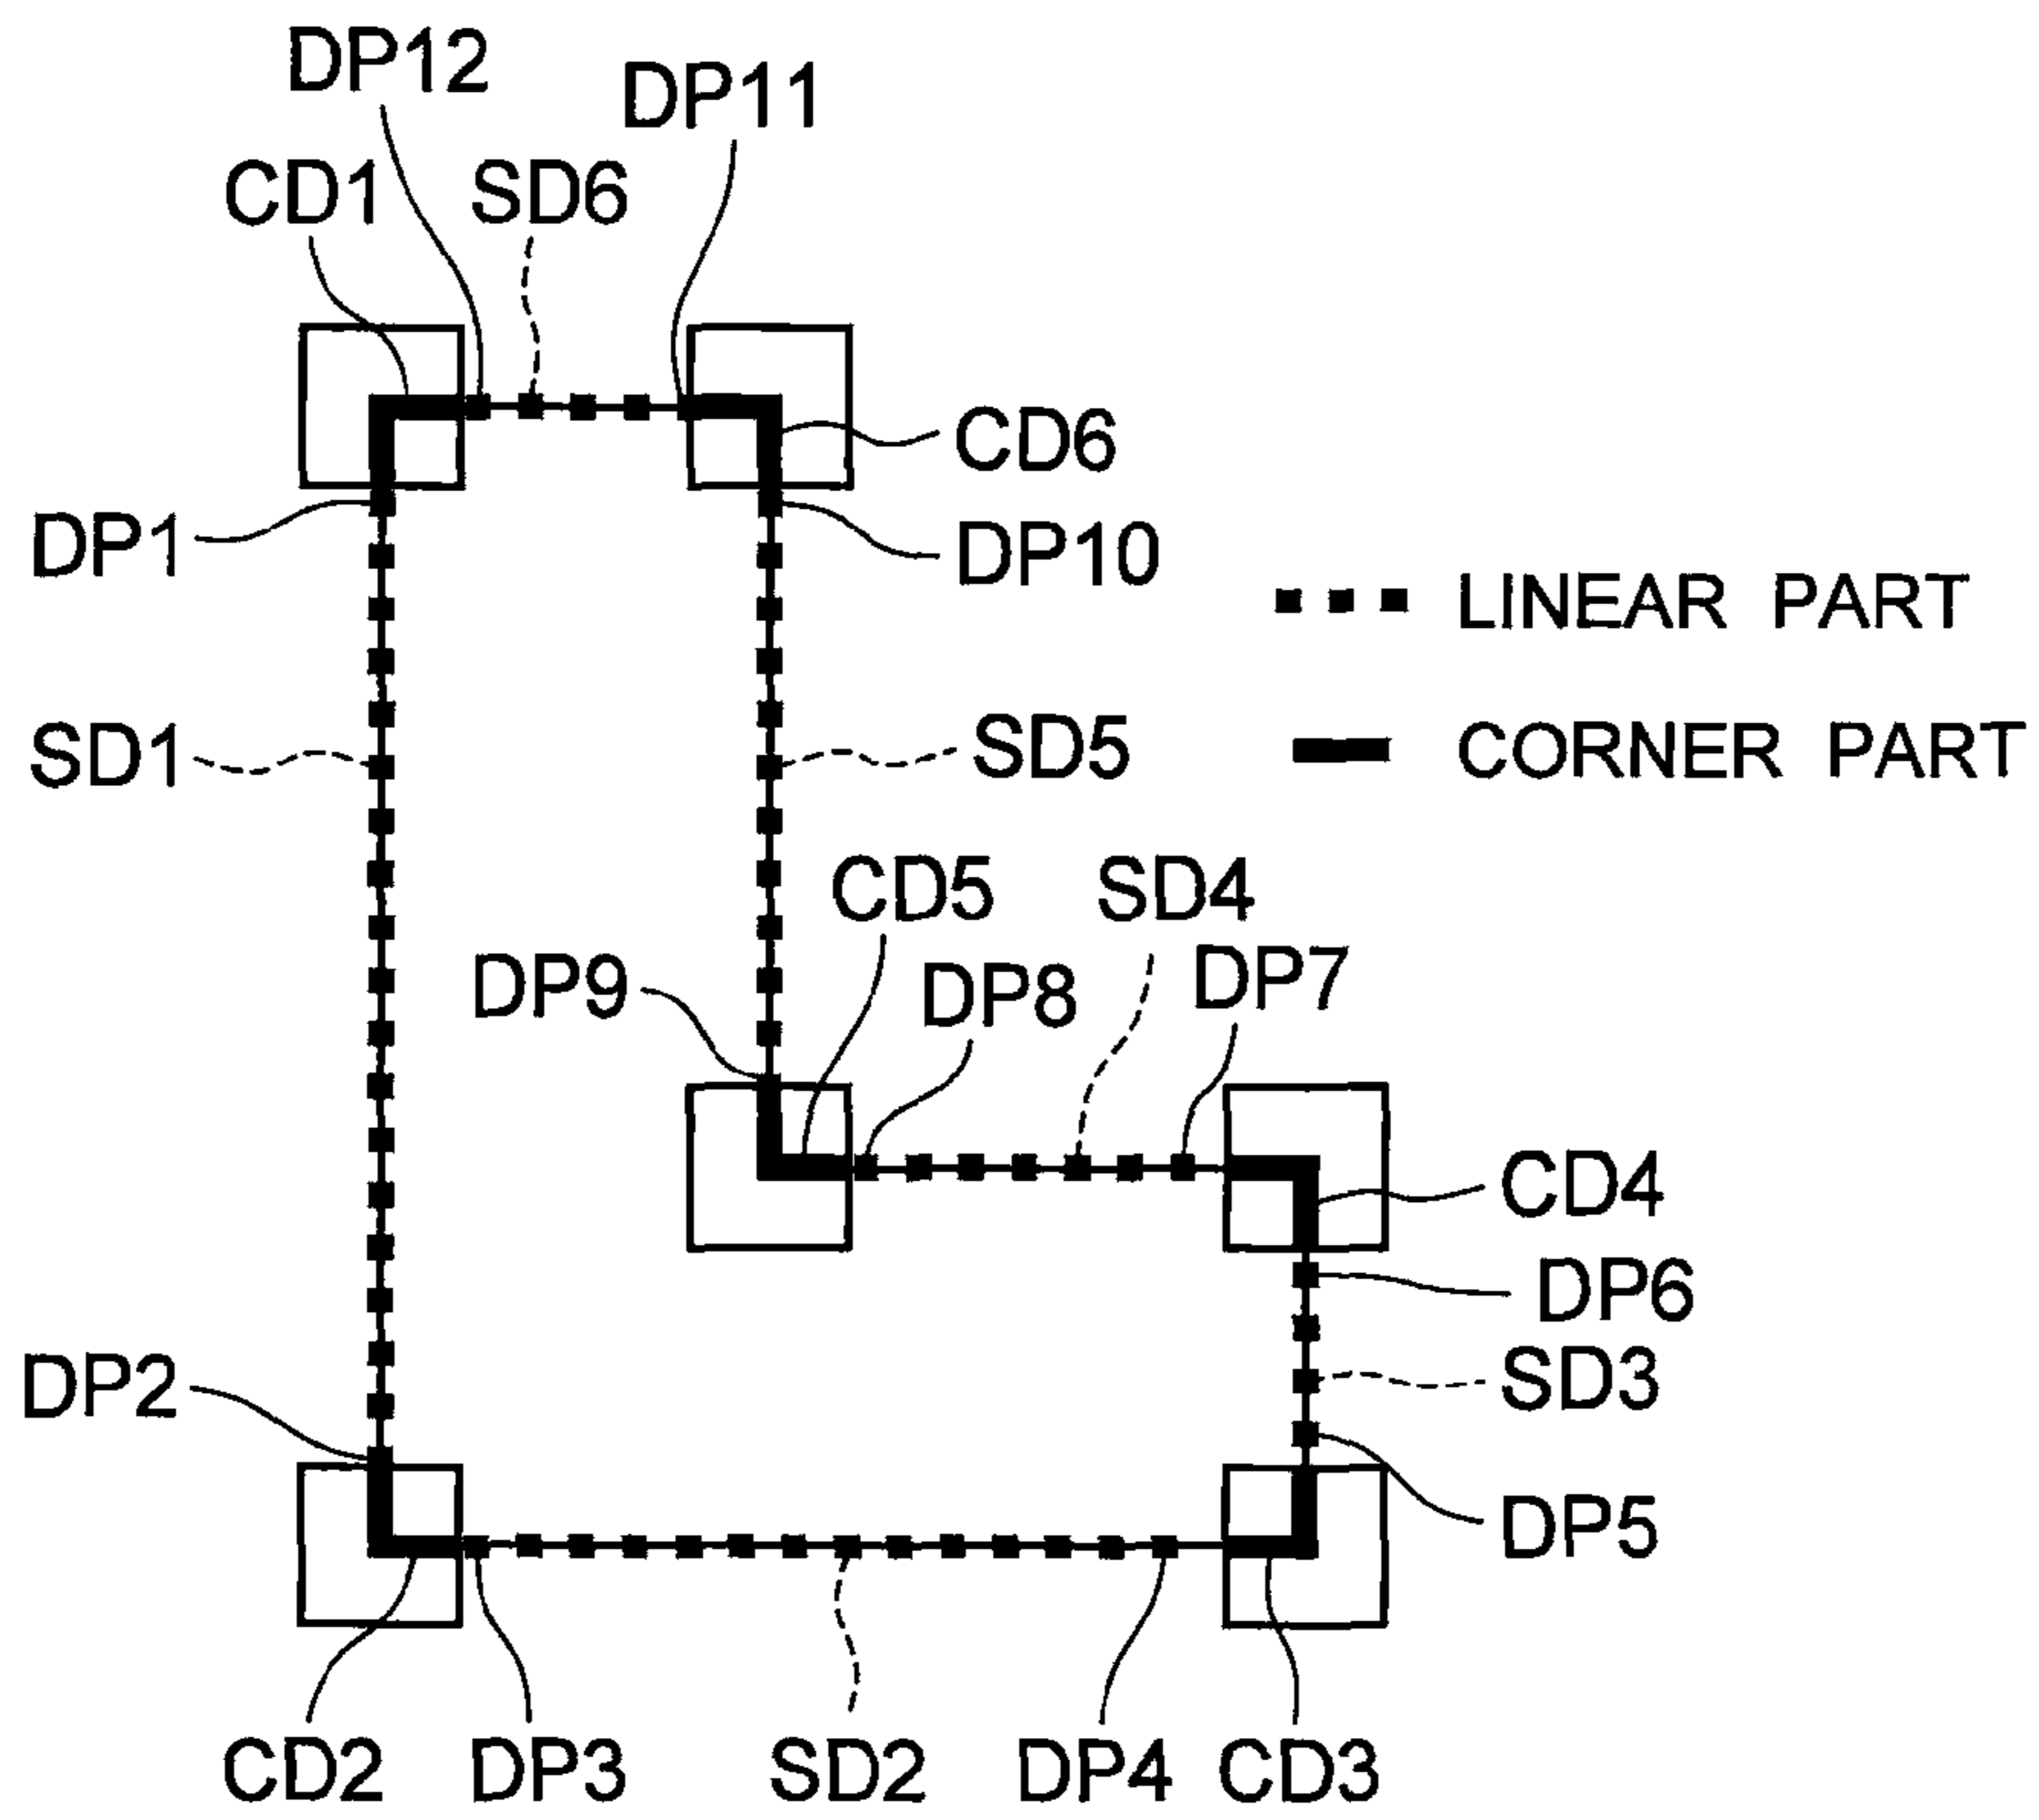 DP12
DP11
CD1
SD6
CD6
DP1
DP10
LINEAR PART
SD1
SD5
CORNER PART
CD5
SD4
DP9
DP8
DP7
CD4
DP6
DP2
SD3
DP5
CD2
DP3
SD2
DP4
CD3